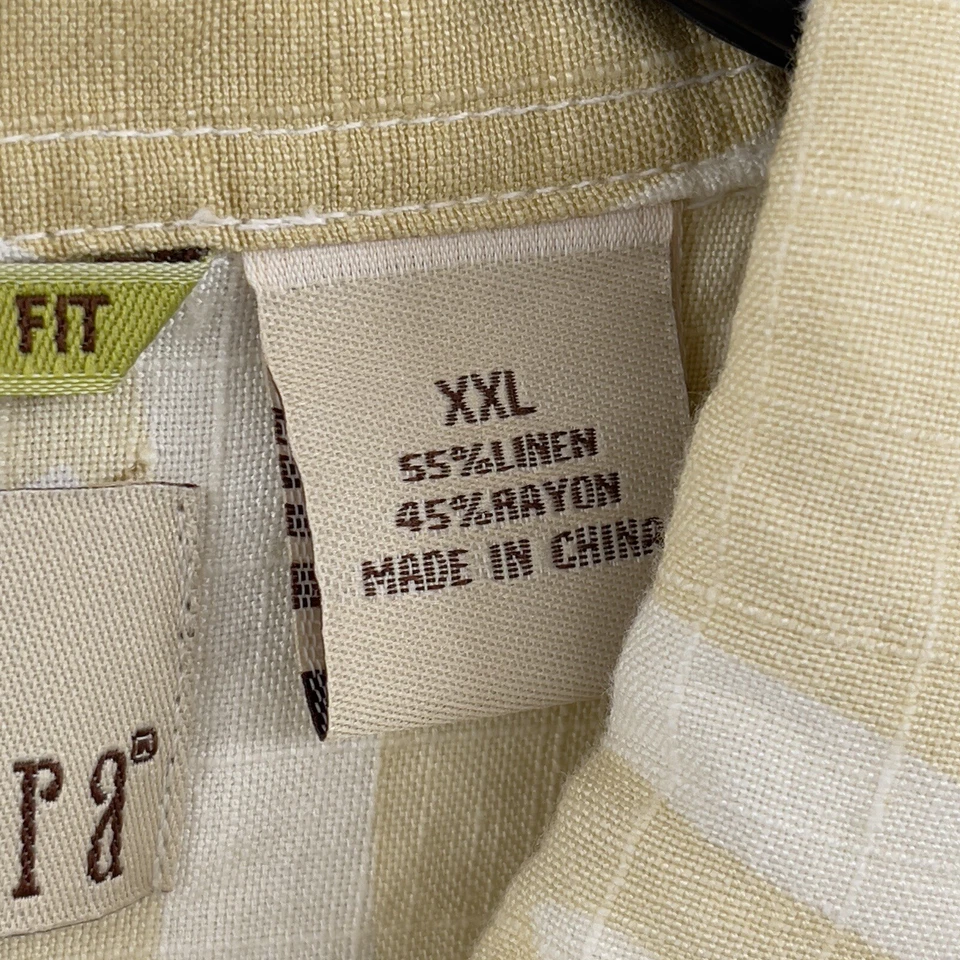 FIT
XXL
55%LINEN
45%RAYON
MADE IN CHINA
ra®